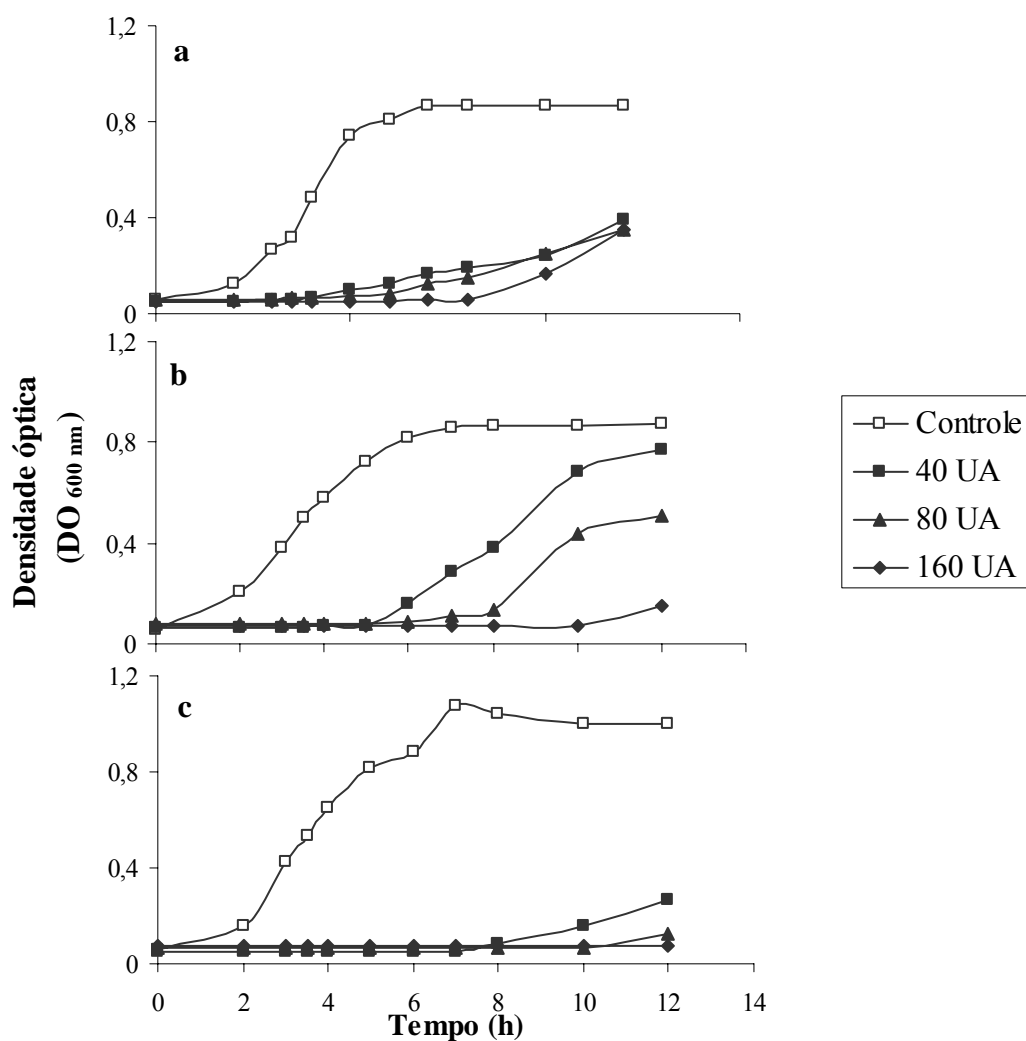 a
1,2
0,8
0,4
0
b
1,2
0,8
0,4
0
c
1,2
0,8
0,4
0
0 2 4 6 8 10 12 14
Tempo (h)
Densidade óptica
(DO 600 nm)
Controle
40 UA
80 UA
160 UA